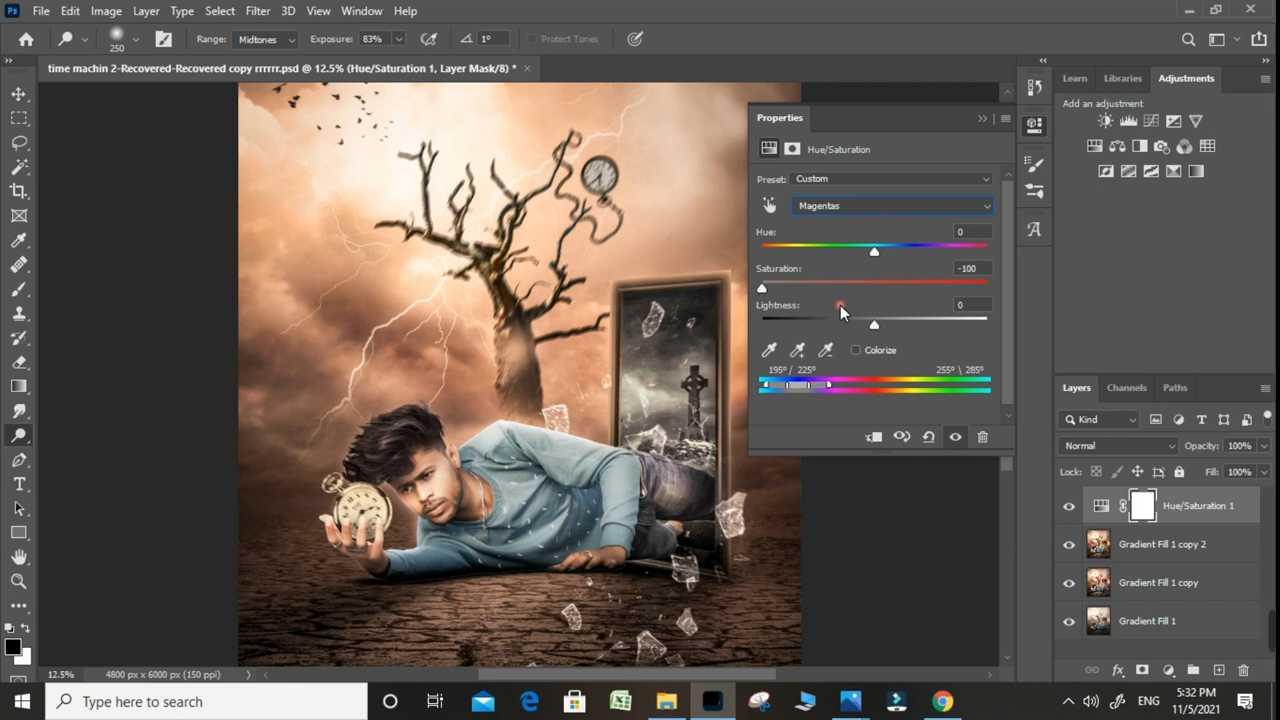 Ps File Edit Image Layer Type Select Filter 3D View Window Help
250 Range: Midtones Exposure: 83% 1° Protect Tones
time machin 2-Recovered-Recovered copy rrrrrr.psd @ 12.5% (Hue/Saturation 1, Layer Mask/8) *
Learn Libraries Adjustments
Add an adjustment
Properties
Hue/Saturation
Preset: Custom
Magentas
Hue: 0
Saturation: -100
Lightness: 0
Colorize
195°/ 225° 255° \ 285°
Layers Channels Paths
Kind
Normal Opacity: 100%
Lock: Fill: 100%
Hue/Saturation 1
Gradient Fill 1 copy 2
Gradient Fill 1 copy
Gradient Fill 1
12.5% 4800 px x 6000 px (150 ppi)
Type here to search
ENG
5:32 PM
11/5/2021